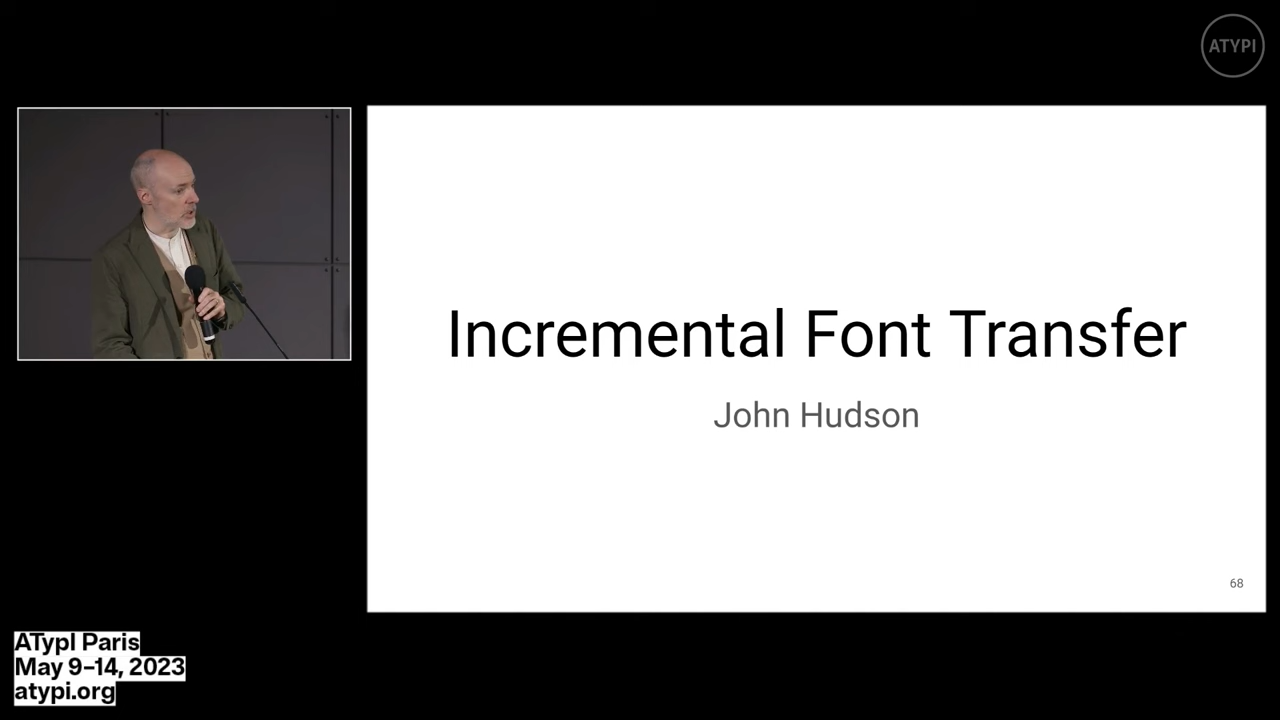 ATYPI
Incremental Font Transfer
John Hudson
68
ATypI Paris
May 9–14, 2023
atypi.org